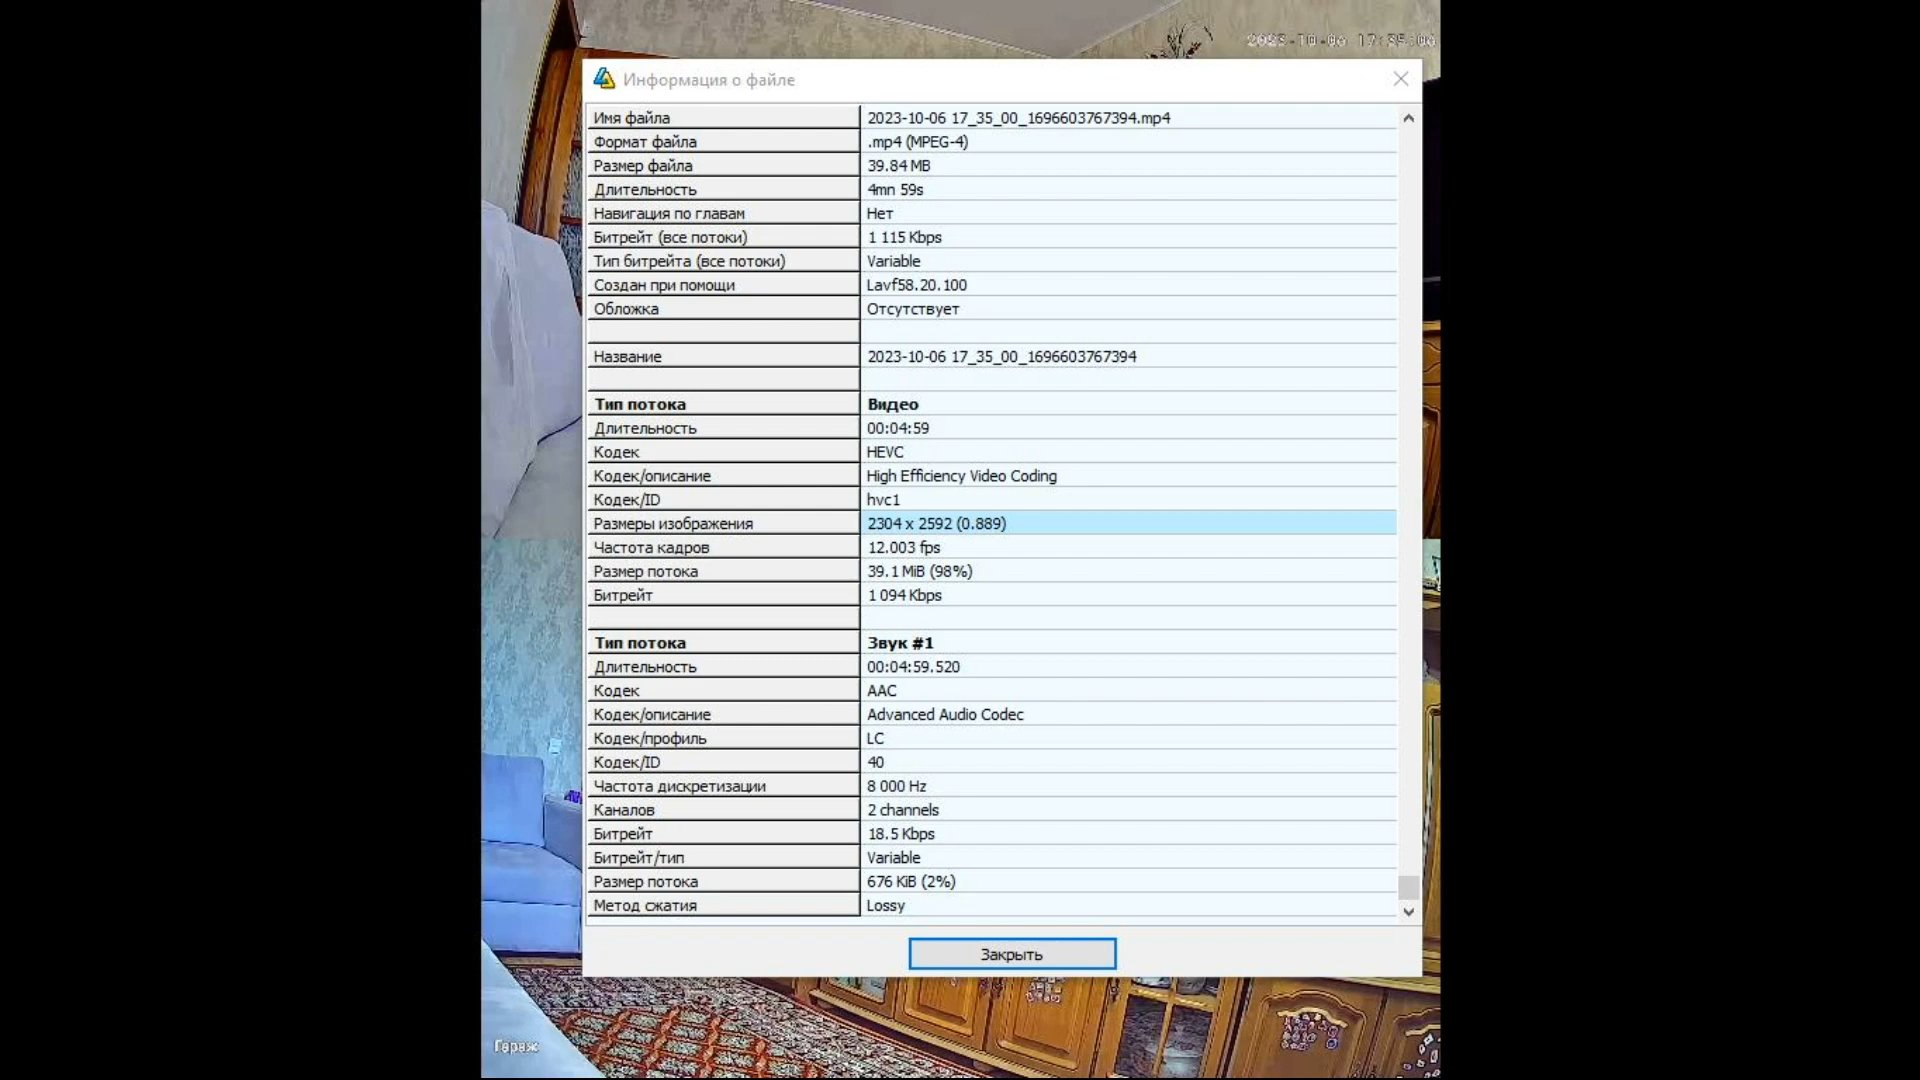 2023-10-06 17:35:06
Информация о файле
Имя файла 2023-10-06 17_35_00_1696603767394.mp4
Формат файла .mp4 (MPEG-4)
Размер файла 39.84 MB
Длительность 4mn 59s
Навигация по главам Нет
Битрейт (все потоки) 1 115 Kbps
Тип битрейта (все потоки) Variable
Создан при помощи Lavf58.20.100
Обложка Отсутствует
Название 2023-10-06 17_35_00_1696603767394
Тип потока Видео
Длительность 00:04:59
Кодек HEVC
Кодек/описание High Efficiency Video Coding
Кодек/ID hvc1
Размеры изображения 2304 x 2592 (0.889)
Частота кадров 12.003 fps
Размер потока 39.1 MiB (98%)
Битрейт 1 094 Kbps
Тип потока Звук #1
Длительность 00:04:59.520
Кодек AAC
Кодек/описание Advanced Audio Codec
Кодек/профиль LC
Кодек/ID 40
Частота дискретизации 8 000 Hz
Каналов 2 channels
Битрейт 18.5 Kbps
Битрейт/тип Variable
Размер потока 676 KiB (2%)
Метод сжатия Lossy
Закрыть
Гараж